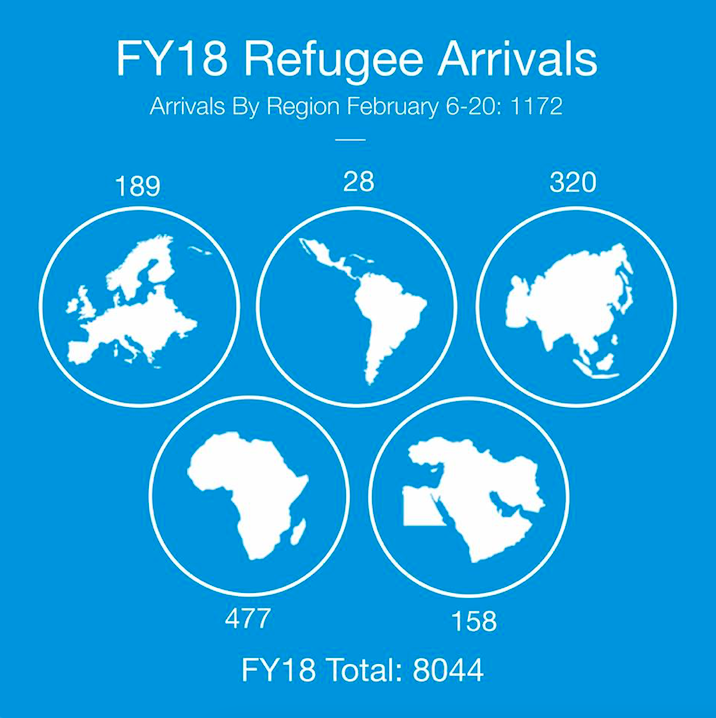 FY18 Refugee Arrivals
Arrivals By Region February 6-20: 1172
189
28
320
477
158
FY18 Total: 8044